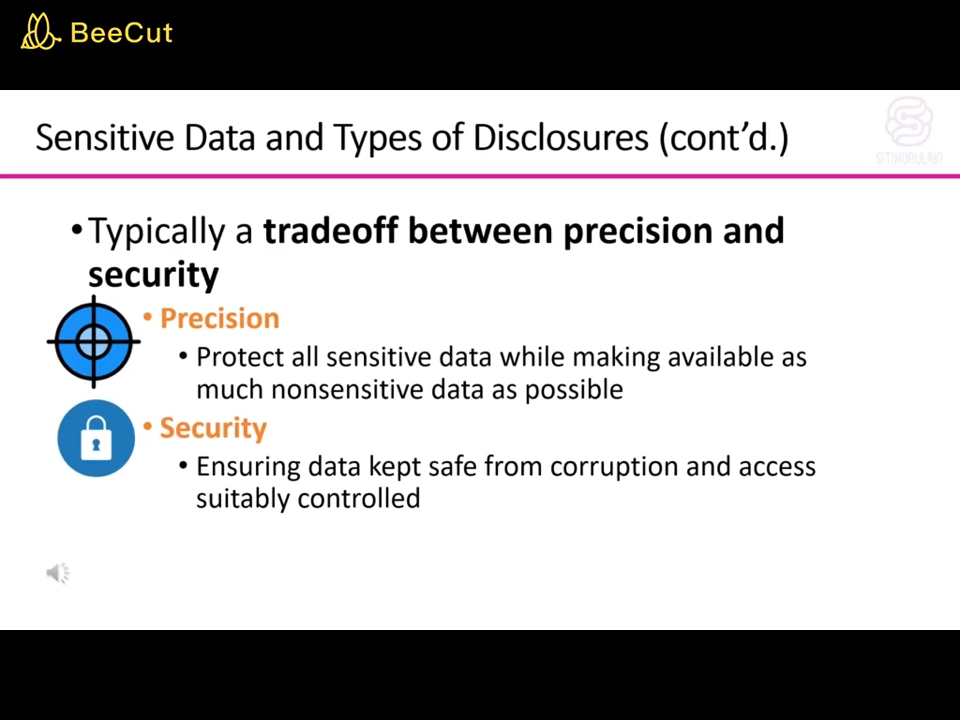 BeeCut
Sensitive Data and Types of Disclosures (cont'd.)
SITINURULAIN
•Typically a tradeoff between precision and
security
• Precision
• Protect all sensitive data while making available as
much nonsensitive data as possible
• Security
• Ensuring data kept safe from corruption and access
suitably controlled